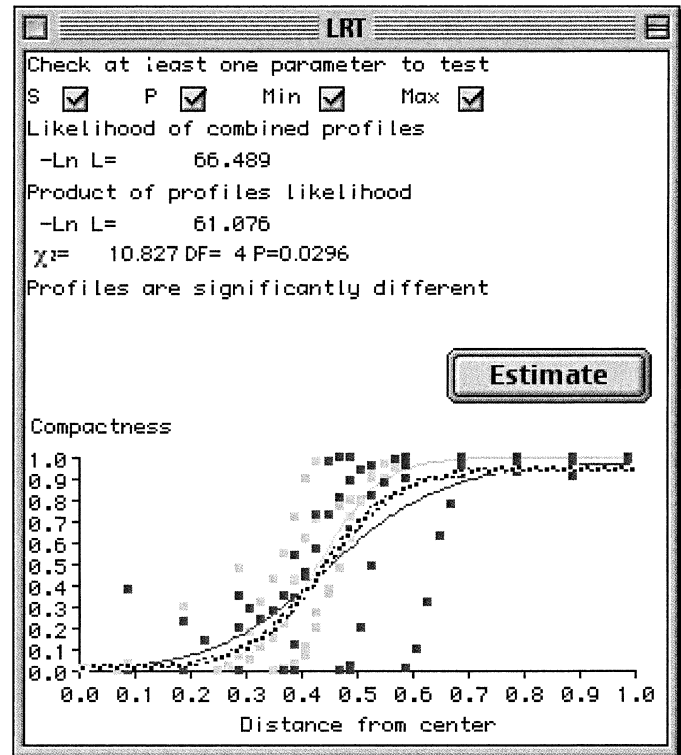 LRT
Check at least one parameter to test
S P Min Max
Likelihood of combined profiles
-Ln L= 66.489
Product of profiles likelihood
-Ln L= 61.076
χ²= 10.827 DF= 4 P=0.0296
Profiles are significantly different
Estimate
Compactness
1.0
0.9
0.8
0.7
0.6
0.5
0.4
0.3
0.2
0.1
0.0
0.0 0.1 0.2 0.3 0.4 0.5 0.6 0.7 0.8 0.9 1.0
Distance from center